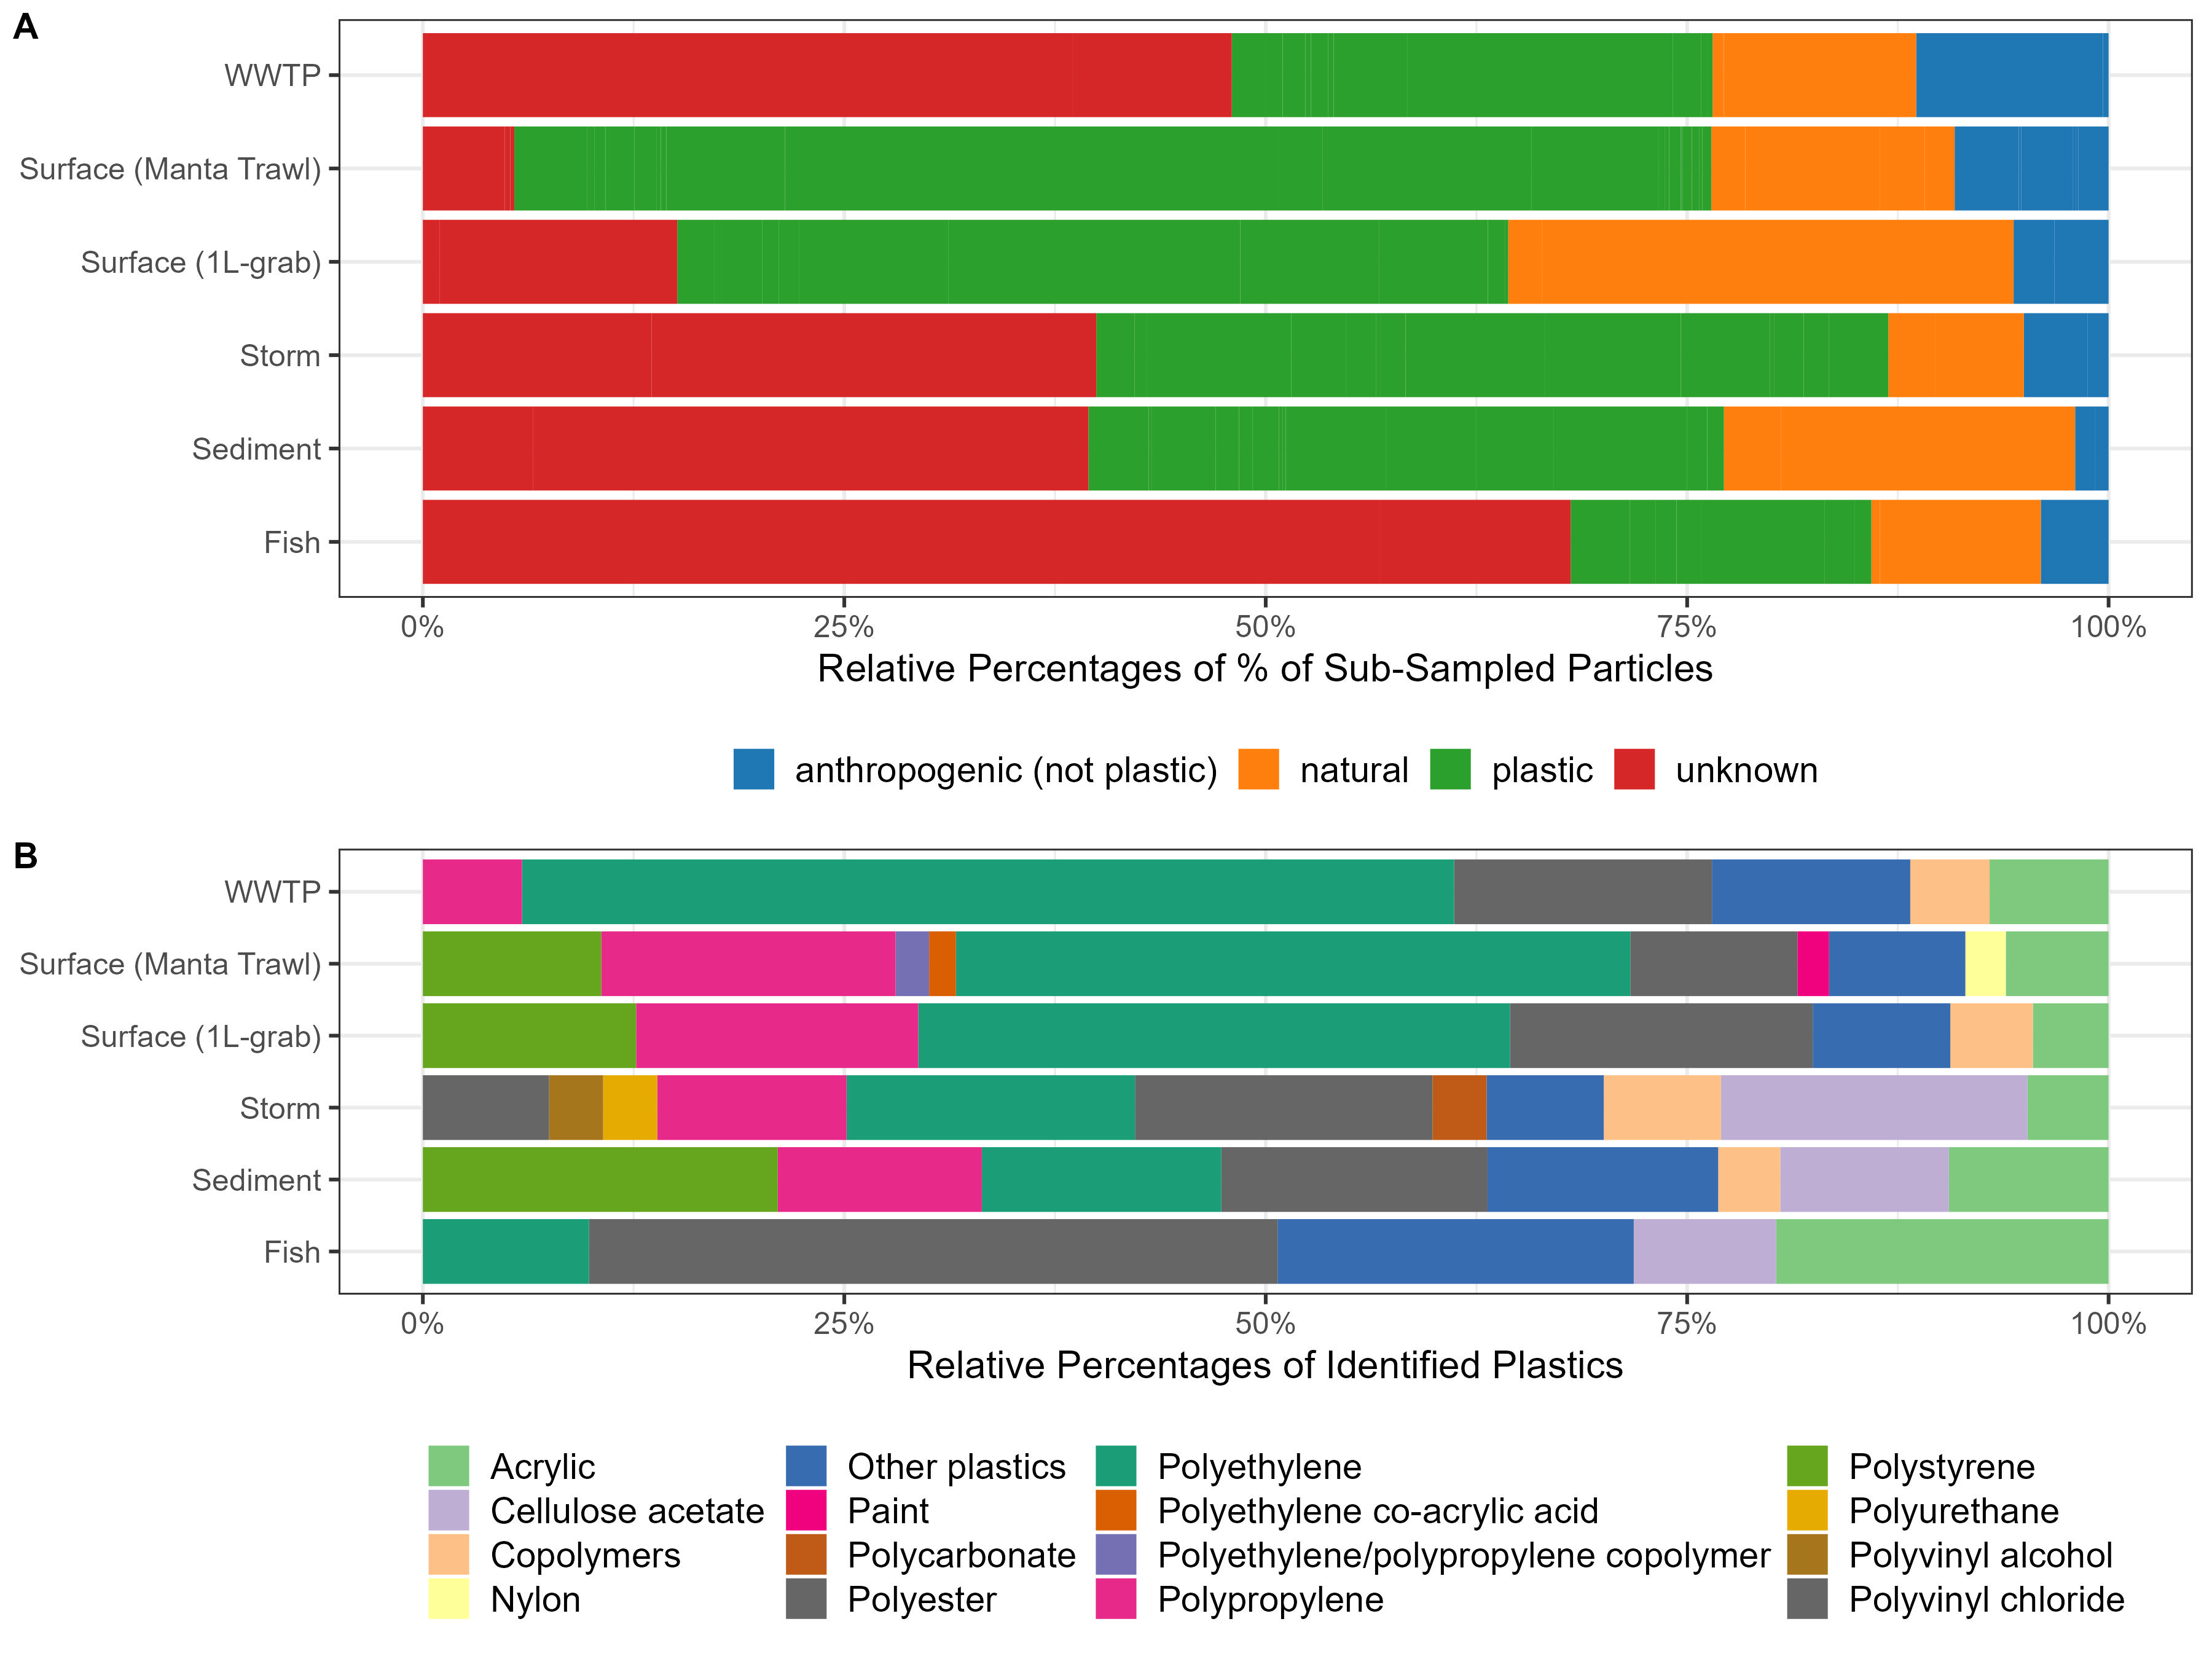 A
WWTP
Surface (Manta Trawl)
Surface (1L-grab)
Storm
Sediment
Fish
0% 25% 50% 75% 100%
Relative Percentages of % of Sub-Sampled Particles
anthropogenic (not plastic) natural plastic unknown
B
WWTP
Surface (Manta Trawl)
Surface (1L-grab)
Storm
Sediment
Fish
0% 25% 50% 75% 100%
Relative Percentages of Identified Plastics
Acrylic Other plastics Polyethylene Polystyrene
Cellulose acetate Paint Polyethylene co-acrylic acid Polyurethane
Copolymers Polycarbonate Polyethylene/polypropylene copolymer Polyvinyl alcohol
Nylon Polyester Polypropylene Polyvinyl chloride